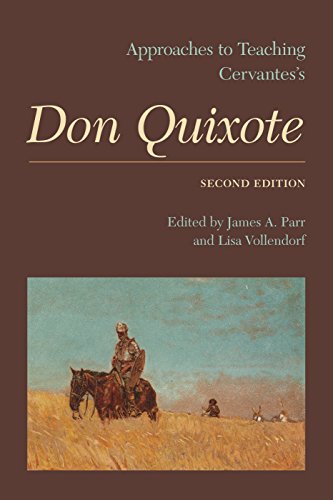 Approaches to Teaching
Cervantes's
Don Quixote
SECOND EDITION
Edited by James A. Parr
and Lisa Vollendorf